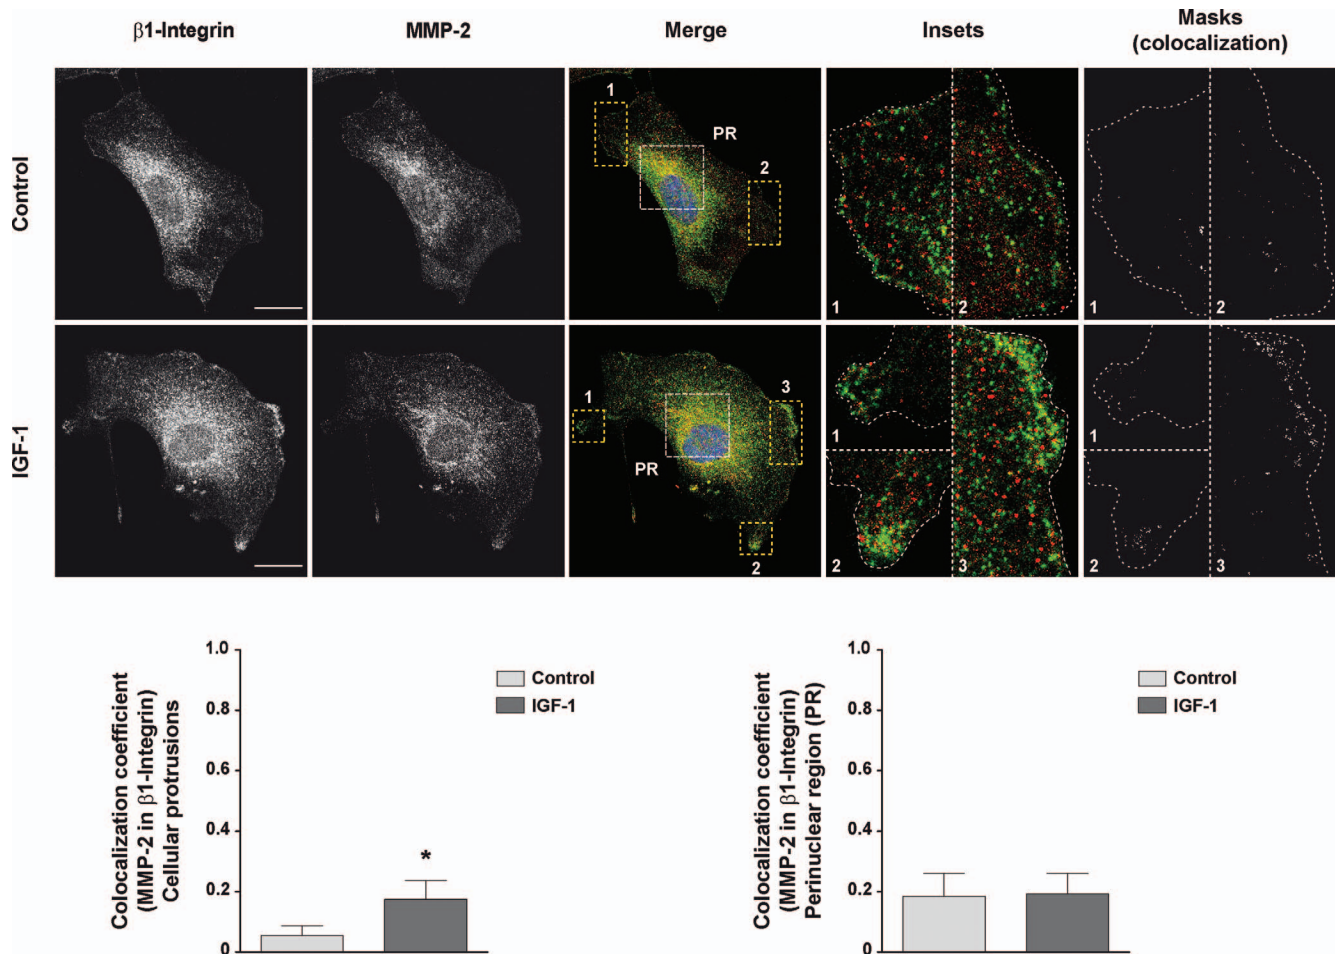 β1-Integrin
MMP-2
Merge
Insets
Masks
(colocalization)
Control
1
PR
2
1
2
1
2
IGF-1
1
3
PR
2
1
2
3
1
2
3
Colocalization coefficient
(MMP-2 in β1-Integrin)
Cellular protrusions
1.0
0.8
0.6
0.4
0.2
0
*
Control
IGF-1
Colocalization coefficient
(MMP-2 in β1-Integrin)
Perinuclear region (PR)
1.0
0.8
0.6
0.4
0.2
0
Control
IGF-1